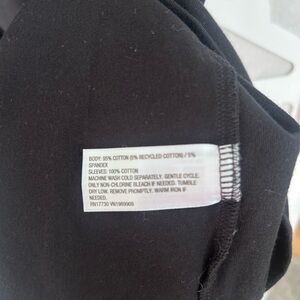 BODY: 95% COTTON (5% RECYCLED COTTON) / 5%
SPANDEX
SLEEVES: 100% COTTON
MACHINE WASH COLD SEPARATELY. GENTLE CYCLE.
ONLY NON-CHLORINE BLEACH IF NEEDED. TUMBLE
DRY LOW. REMOVE PROMPTLY. WARM IRON IF
NEEDED.
RN17730